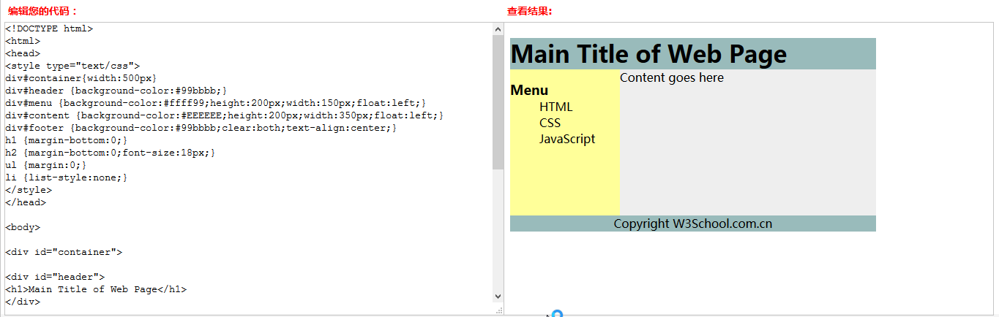 编辑您的代码：
<!DOCTYPE html>
<html>
<head>
<style type="text/css">
div#container{width:500px}
div#header {background-color:#99bbbb;}
div#menu {background-color:#ffff99;height:200px;width:150px;float:left;}
div#content {background-color:#EEEEEE;height:200px;width:350px;float:left;}
div#footer {background-color:#99bbbb;clear:both;text-align:center;}
h1 {margin-bottom:0;}
h2 {margin-bottom:0;font-size:18px;}
ul {margin:0;}
li {list-style:none;}
</style>
</head>
<body>
<div id="container">
<div id="header">
<h1>Main Title of Web Page</h1>
</div>
查看结果:
Main Title of Web Page
Menu
HTML
CSS
JavaScript
Content goes here
Copyright W3School.com.cn